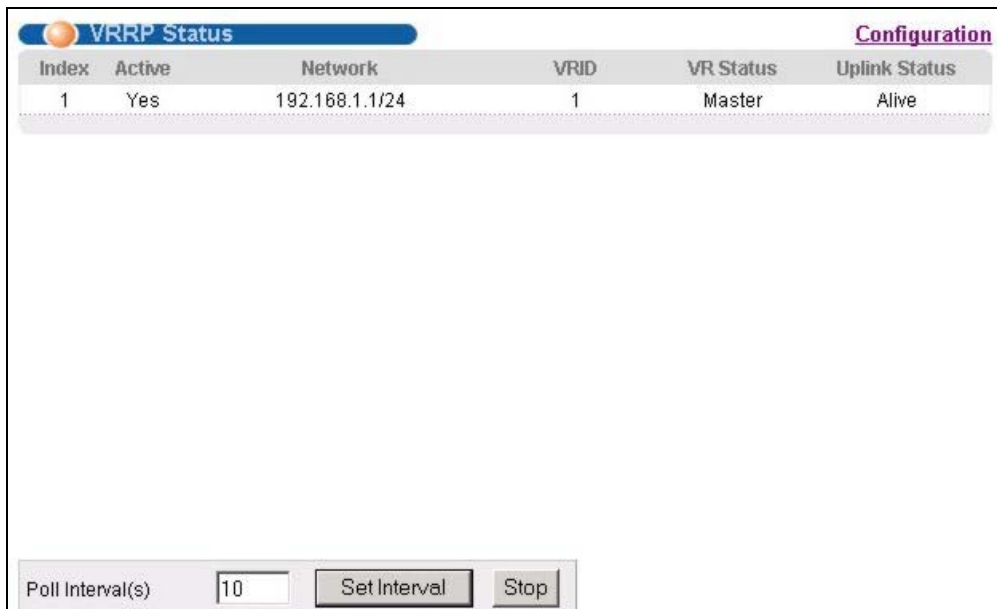 VRRP Status Configuration
Index Active Network VRID VR Status Uplink Status
1 Yes 192.168.1.1/24 1 Master Alive
Poll Interval(s) 10 Set Interval Stop